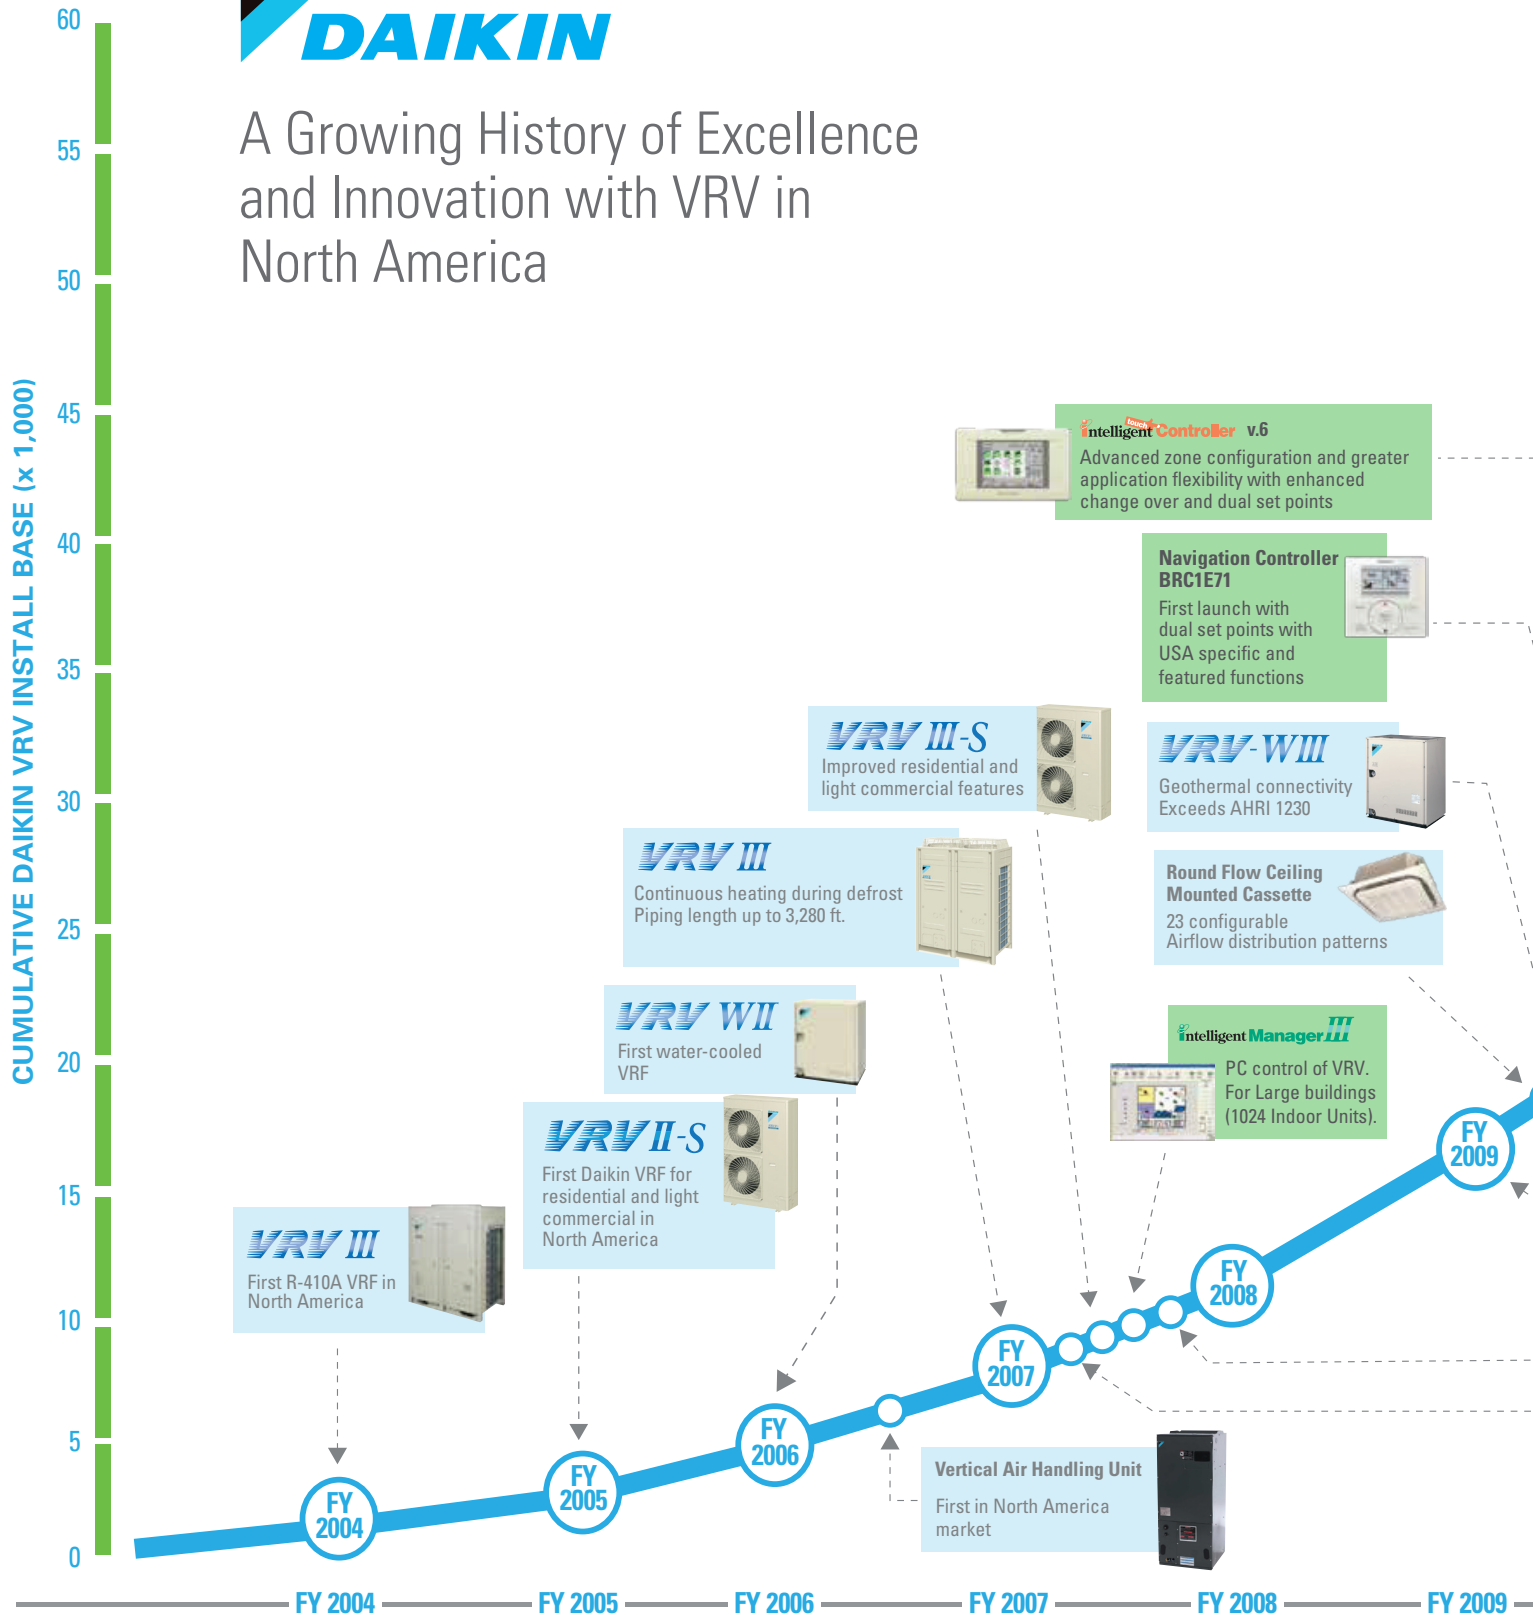 DAIKIN
A Growing History of Excellence
and Innovation with VRV in
North America
CUMULATIVE DAIKIN VRV INSTALL BASE (x 1,000)
60
55
50
45
40
35
30
25
20
15
10
5
0
intelligent touch Controller v.6
Advanced zone configuration and greater
application flexibility with enhanced
change over and dual set points
Navigation Controller
BRC1E71
First launch with
dual set points with
USA specific and
featured functions
VRV III-S
Improved residential and
light commercial features
VRV-WIII
Geothermal connectivity
Exceeds AHRI 1230
VRV III
Continuous heating during defrost
Piping length up to 3,280 ft.
Round Flow Ceiling
Mounted Cassette
23 configurable
Airflow distribution patterns
VRV WII
First water-cooled
VRF
intelligent Manager III
PC control of VRV.
For Large buildings
(1024 Indoor Units).
VRV II-S
First Daikin VRF for
residential and light
commercial in
North America
VRV III
First R-410A VRF in
North America
Vertical Air Handling Unit
First in North America
market
FY
2004
FY
2005
FY
2006
FY
2007
FY
2008
FY
2009
FY 2004
FY 2005
FY 2006
FY 2007
FY 2008
FY 2009